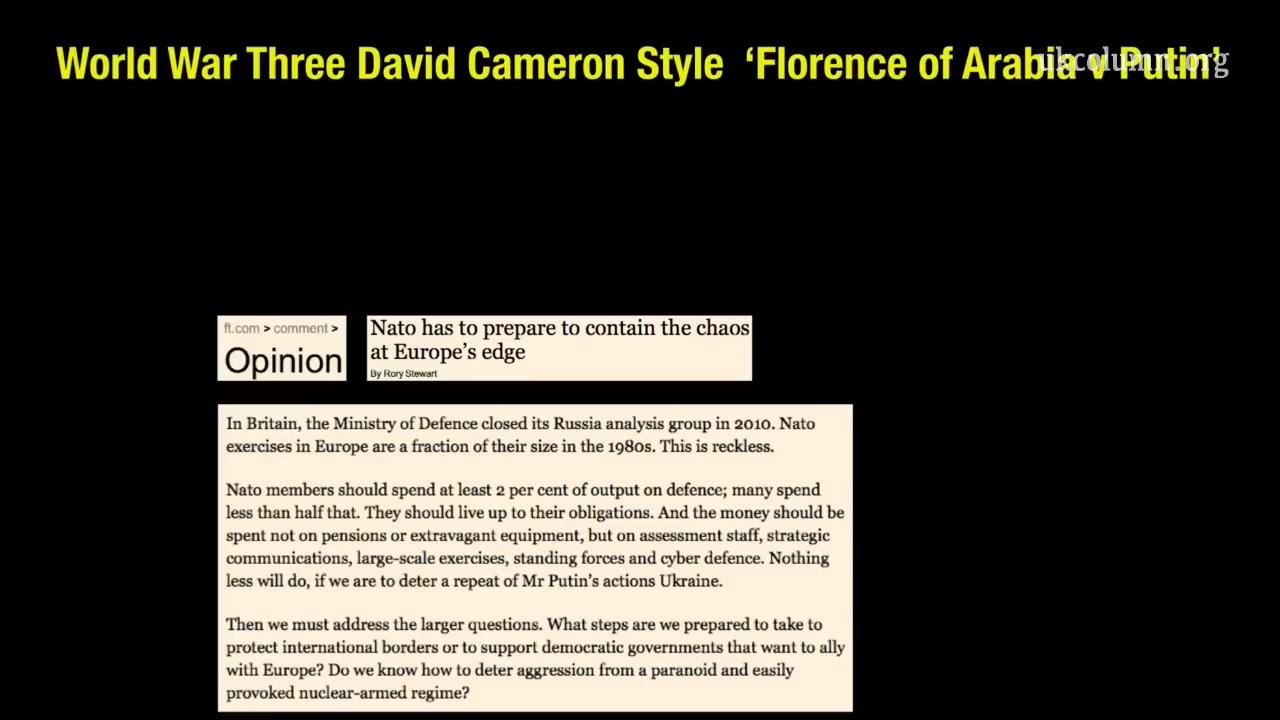 World War Three David Cameron Style ‘Florence of Arabia v Putin’
ukcolumn.org
ft.com > comment >
Opinion
Nato has to prepare to contain the chaos
at Europe’s edge
By Rory Stewart
In Britain, the Ministry of Defence closed its Russia analysis group in 2010. Nato
exercises in Europe are a fraction of their size in the 1980s. This is reckless.
Nato members should spend at least 2 per cent of output on defence; many spend
less than half that. They should live up to their obligations. And the money should be
spent not on pensions or extravagant equipment, but on assessment staff, strategic
communications, large-scale exercises, standing forces and cyber defence. Nothing
less will do, if we are to deter a repeat of Mr Putin’s actions Ukraine.
Then we must address the larger questions. What steps are we prepared to take to
protect international borders or to support democratic governments that want to ally
with Europe? Do we know how to deter aggression from a paranoid and easily
provoked nuclear-armed regime?